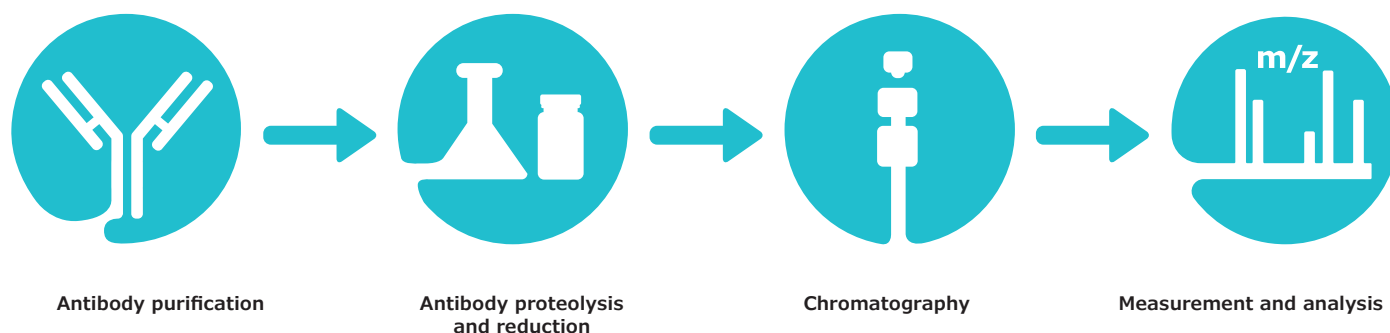 m/z
Antibody purification
Antibody proteolysis
and reduction
Chromatography
Measurement and analysis